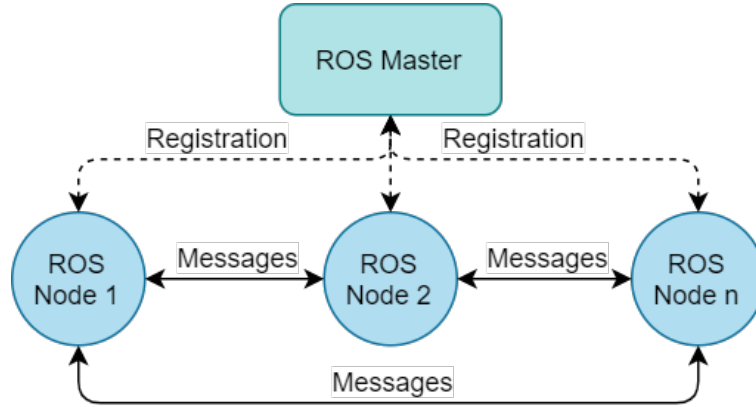 ROS Master
Registration
Registration
ROS
Node 1
Messages
ROS
Node 2
Messages
ROS
Node n
Messages